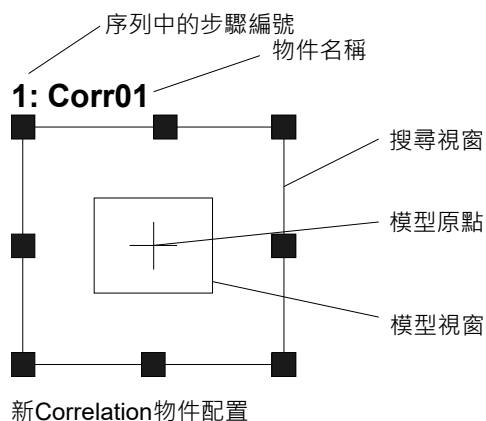 序列中的步驟編號
物件名稱
1: Corr01
搜尋視窗
模型原點
模型視窗
新Correlation物件配置